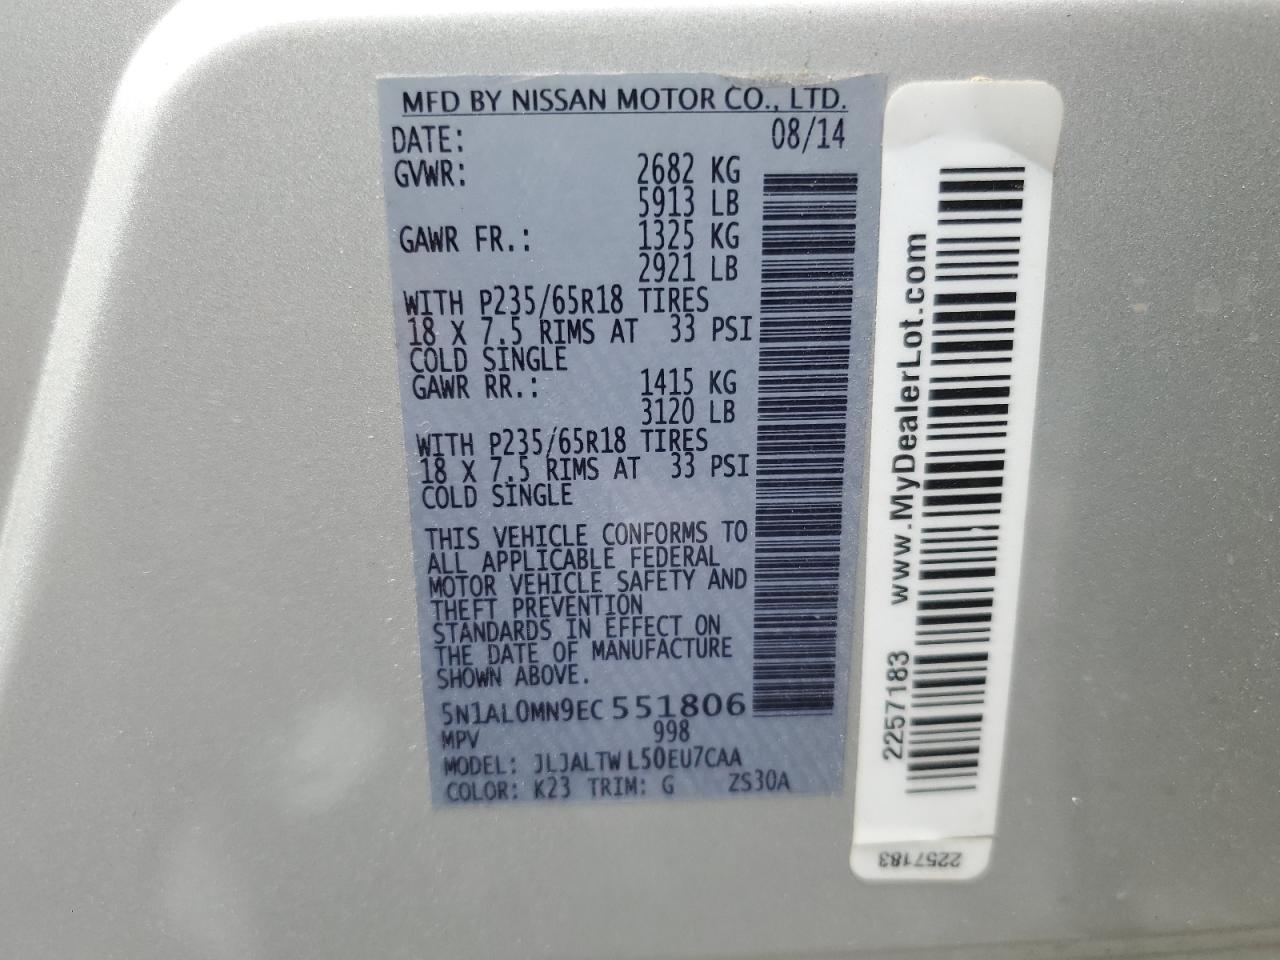 MFD BY NISSAN MOTOR CO., LTD.
DATE: 08/14
GVWR: 2682 KG
5913 LB
GAWR FR.: 1325 KG
2921 LB
WITH P235/65R18 TIRES
18 X 7.5 RIMS AT 33 PSI
COLD SINGLE
GAWR RR.: 1415 KG
3120 LB
WITH P235/65R18 TIRES
18 X 7.5 RIMS AT 33 PSI
COLD SINGLE
THIS VEHICLE CONFORMS TO
ALL APPLICABLE FEDERAL
MOTOR VEHICLE SAFETY AND
THEFT PREVENTION
STANDARDS IN EFFECT ON
THE DATE OF MANUFACTURE
SHOWN ABOVE.
5N1AL0MN9EC 551806
MPV 998
MODEL: JLJALTW L50EU7CAA
COLOR: K23 TRIM: G ZS30A
2257183 www.MyDealerLot.com
2257183